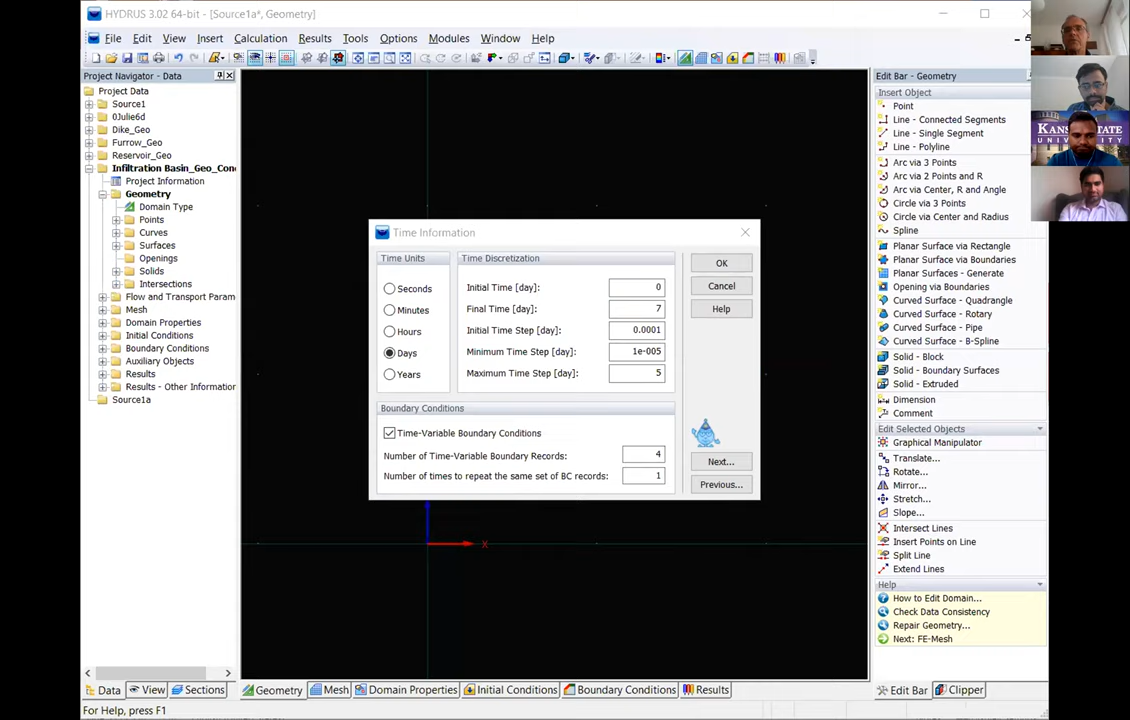 HYDRUS 3.02 64-bit - [Source1a*, Geometry]
File Edit View Insert Calculation Results Tools Options Modules Window Help
Project Navigator - Data
Project Data
Source1
0Julie6d
Dike_Geo
Furrow_Geo
Reservoir_Geo
Infiltration Basin_Geo_Con
Project Information
Geometry
Domain Type
Points
Curves
Surfaces
Openings
Solids
Intersections
Flow and Transport Param
Mesh
Domain Properties
Initial Conditions
Boundary Conditions
Auxiliary Objects
Results
Results - Other Information
Source1a
Data View Sections
For Help, press F1
Time Information
Time Units
Seconds
Minutes
Hours
Days
Years
Time Discretization
Initial Time [day]: 0
Final Time [day]: 7
Initial Time Step [day]: 0.0001
Minimum Time Step [day]: 1e-005
Maximum Time Step [day]: 5
Boundary Conditions
Time-Variable Boundary Conditions
Number of Time-Variable Boundary Records: 4
Number of times to repeat the same set of BC records: 1
OK
Cancel
Help
Next...
Previous...
X
Geometry Mesh Domain Properties Initial Conditions Boundary Conditions Results
Edit Bar - Geometry
Insert Object
Point
Line - Connected Segments
Line - Single Segment
Line - Polyline
Arc via 3 Points
Arc via 2 Points and R
Arc via Center, R and Angle
Circle via 3 Points
Circle via Center and Radius
Spline
Planar Surface via Rectangle
Planar Surface via Boundaries
Planar Surfaces - Generate
Opening via Boundaries
Curved Surface - Quadrangle
Curved Surface - Rotary
Curved Surface - Pipe
Curved Surface - B-Spline
Solid - Block
Solid - Boundary Surfaces
Solid - Extruded
Dimension
Comment
Edit Selected Objects
Graphical Manipulator
Translate...
Rotate...
Mirror...
Stretch...
Slope...
Intersect Lines
Insert Points on Line
Split Line
Extend Lines
Help
How to Edit Domain...
Check Data Consistency
Repair Geometry...
Next: FE-Mesh
Edit Bar Clipper